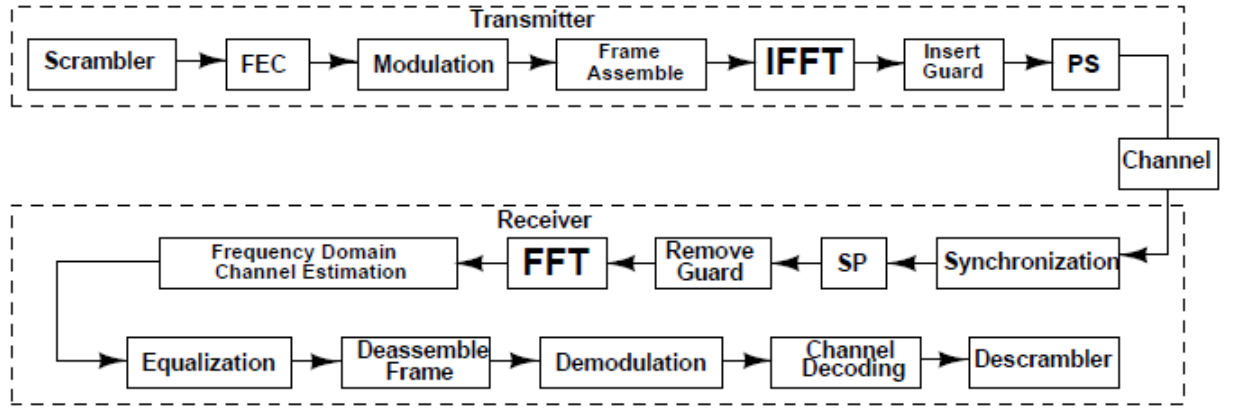 Transmitter
Scrambler
FEC
Modulation
Frame
Assemble
IFFT
Insert
Guard
PS
Channel
Receiver
Frequency Domain
Channel Estimation
FFT
Remove
Guard
SP
Synchronization
Equalization
Deassemble
Frame
Demodulation
Channel
Decoding
Descrambler